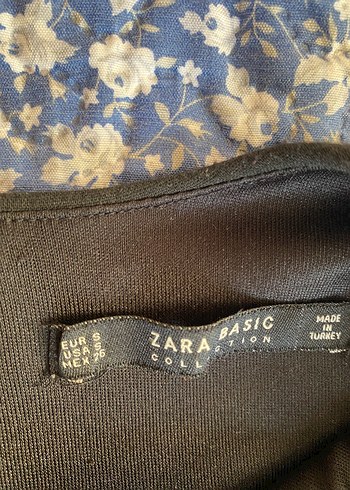 EUR S
USA S
MEX 26
ZARA BASIC
COLLECTION
MADE IN
TURKEY